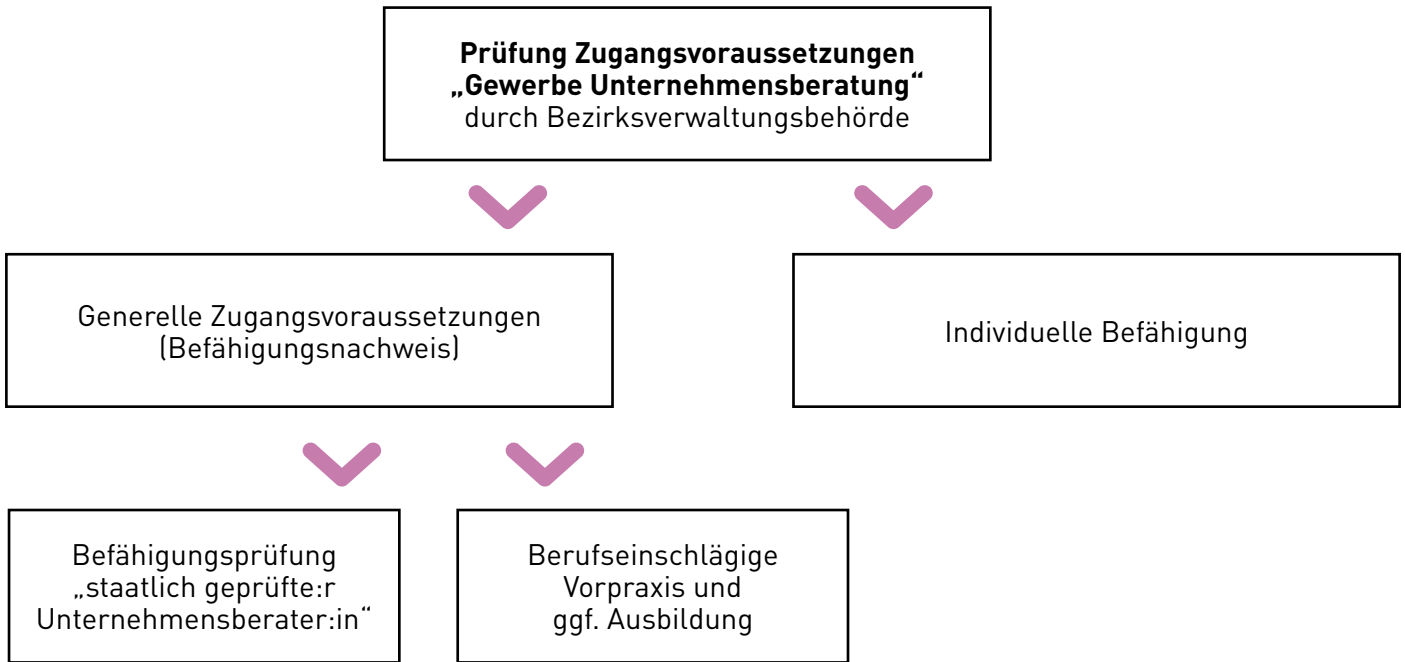 Prüfung Zugangsvoraussetzungen
„Gewerbe Unternehmensberatung“
durch Bezirksverwaltungsbehörde
Generelle Zugangsvoraussetzungen
(Befähigungsnachweis)
Individuelle Befähigung
Befähigungsprüfung
„staatlich geprüfte:r
Unternehmensberater:in“
Berufseinschlägige
Vorpraxis und
ggf. Ausbildung